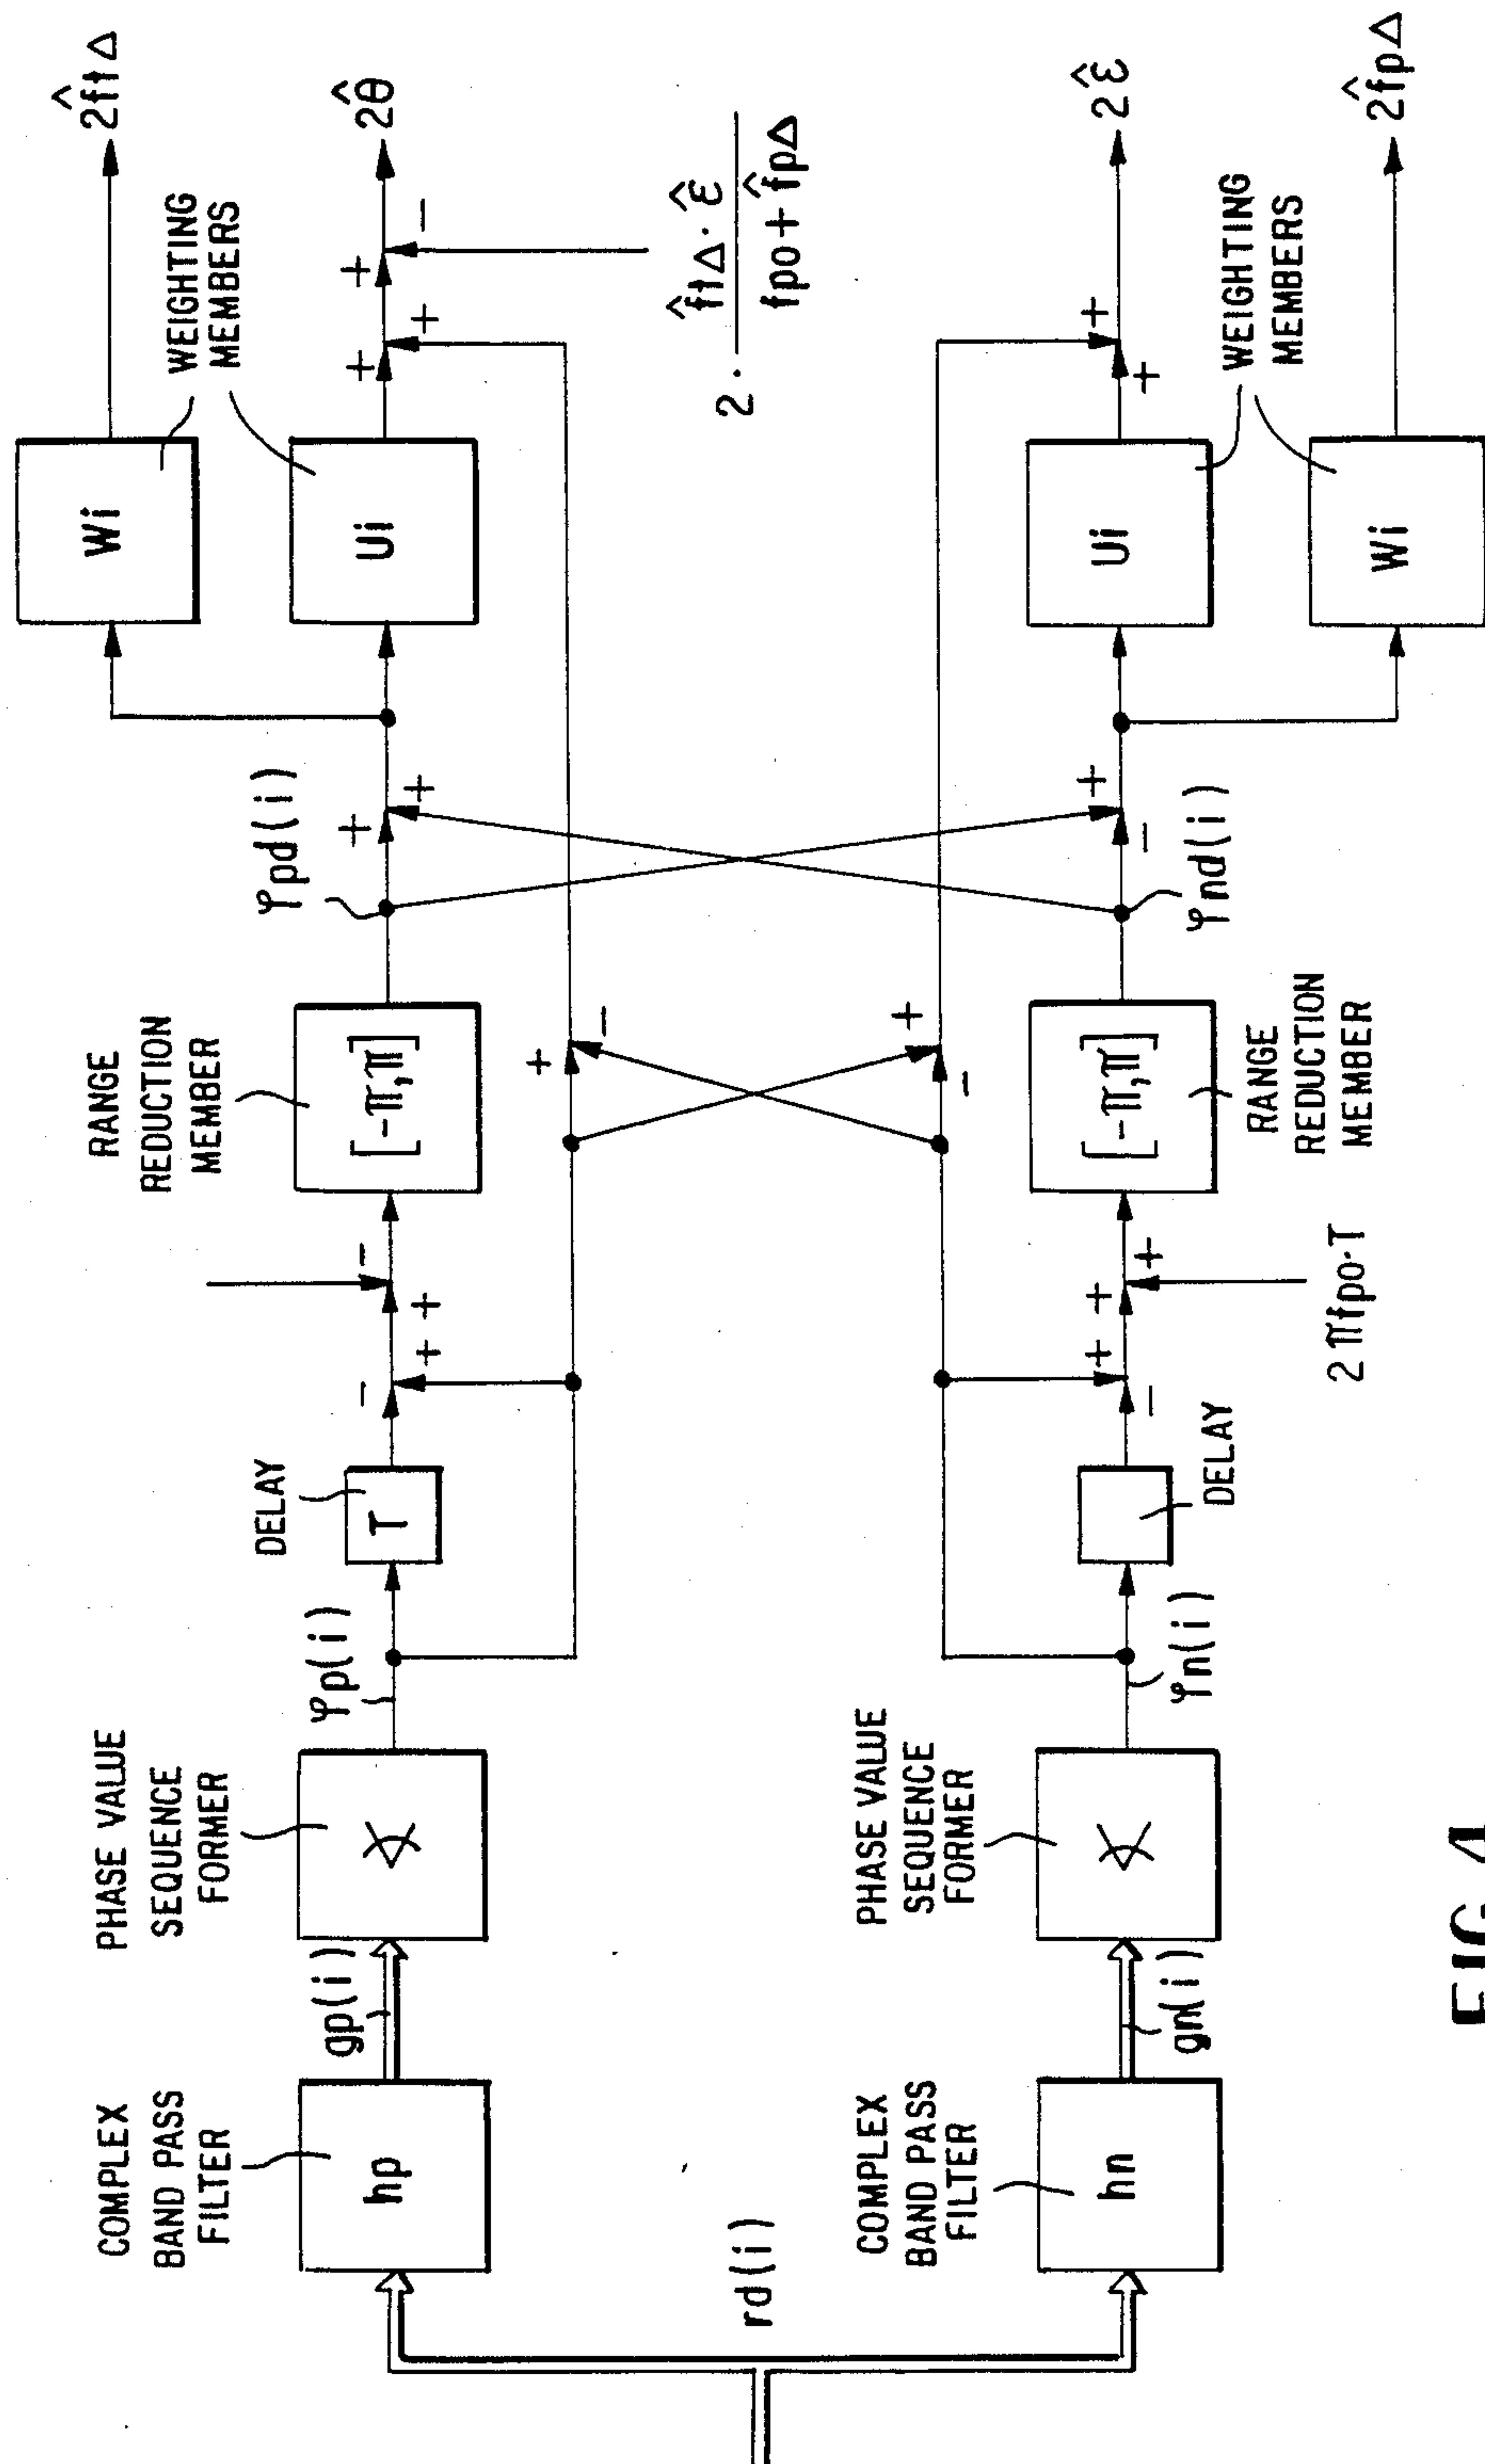 rd(i)
COMPLEX
BAND PASS
FILTER
hp
gp(i)
PHASE VALUE
SEQUENCE
FORMER
∢
φp(i)
DELAY
T
-
+
+
-
RANGE
REDUCTION
MEMBER
[-π,π]
φpd(i)
+
+
WEIGHTING
MEMBERS
Wi
Ui
+
+
+
-
2f̂tΔ
2θ̂
2 · f̂tΔ·ε̂
fpo+f̂pΔ
+
-
+
-
COMPLEX
BAND PASS
FILTER
hn
gn(i)
PHASE VALUE
SEQUENCE
FORMER
∢
φn(i)
DELAY
-
+
+
+
2πfpo·T
RANGE
REDUCTION
MEMBER
[-π,π]
φnd(i)
-
+
WEIGHTING
MEMBERS
Ui
Wi
+
+
2ε̂
2f̂pΔ
FIG. 4